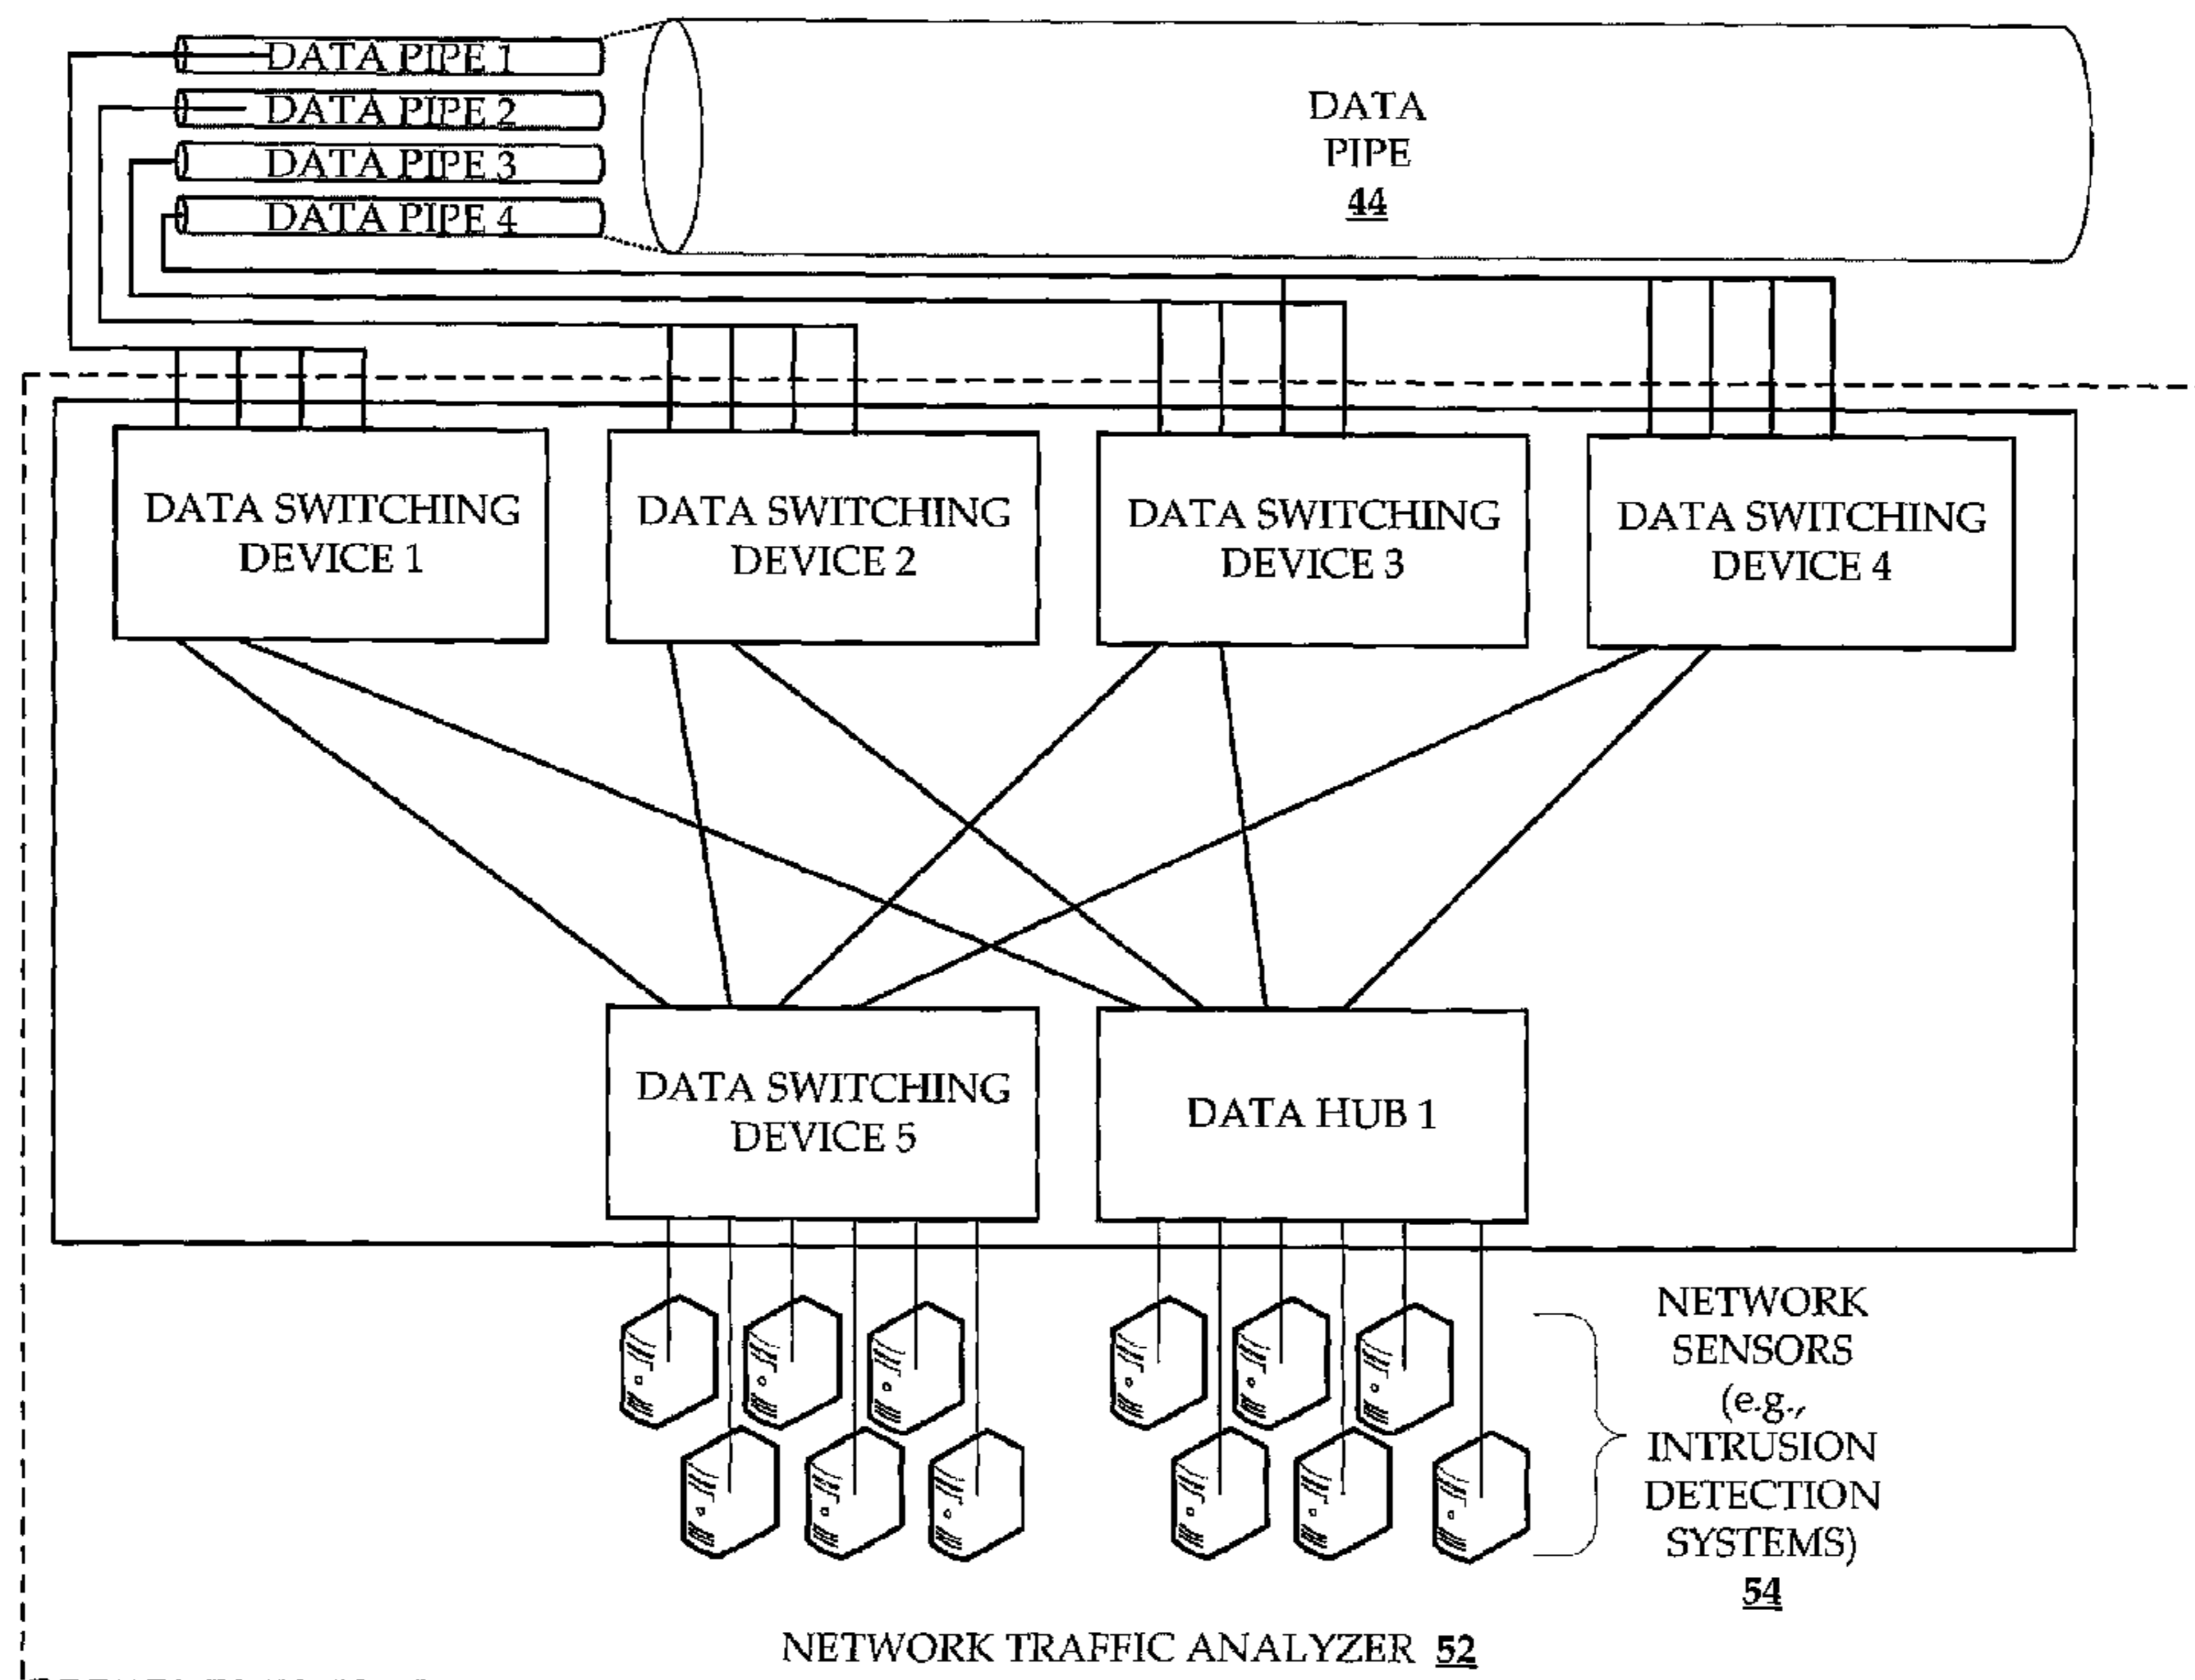 DATA PIPE 1
DATA PIPE 2
DATA PIPE 3
DATA PIPE 4
DATA
PIPE
44
DATA SWITCHING
DEVICE 1
DATA SWITCHING
DEVICE 2
DATA SWITCHING
DEVICE 3
DATA SWITCHING
DEVICE 4
DATA SWITCHING
DEVICE 5
DATA HUB 1
NETWORK
SENSORS
(e.g.,
INTRUSION
DETECTION
SYSTEMS)
54
NETWORK TRAFFIC ANALYZER 52